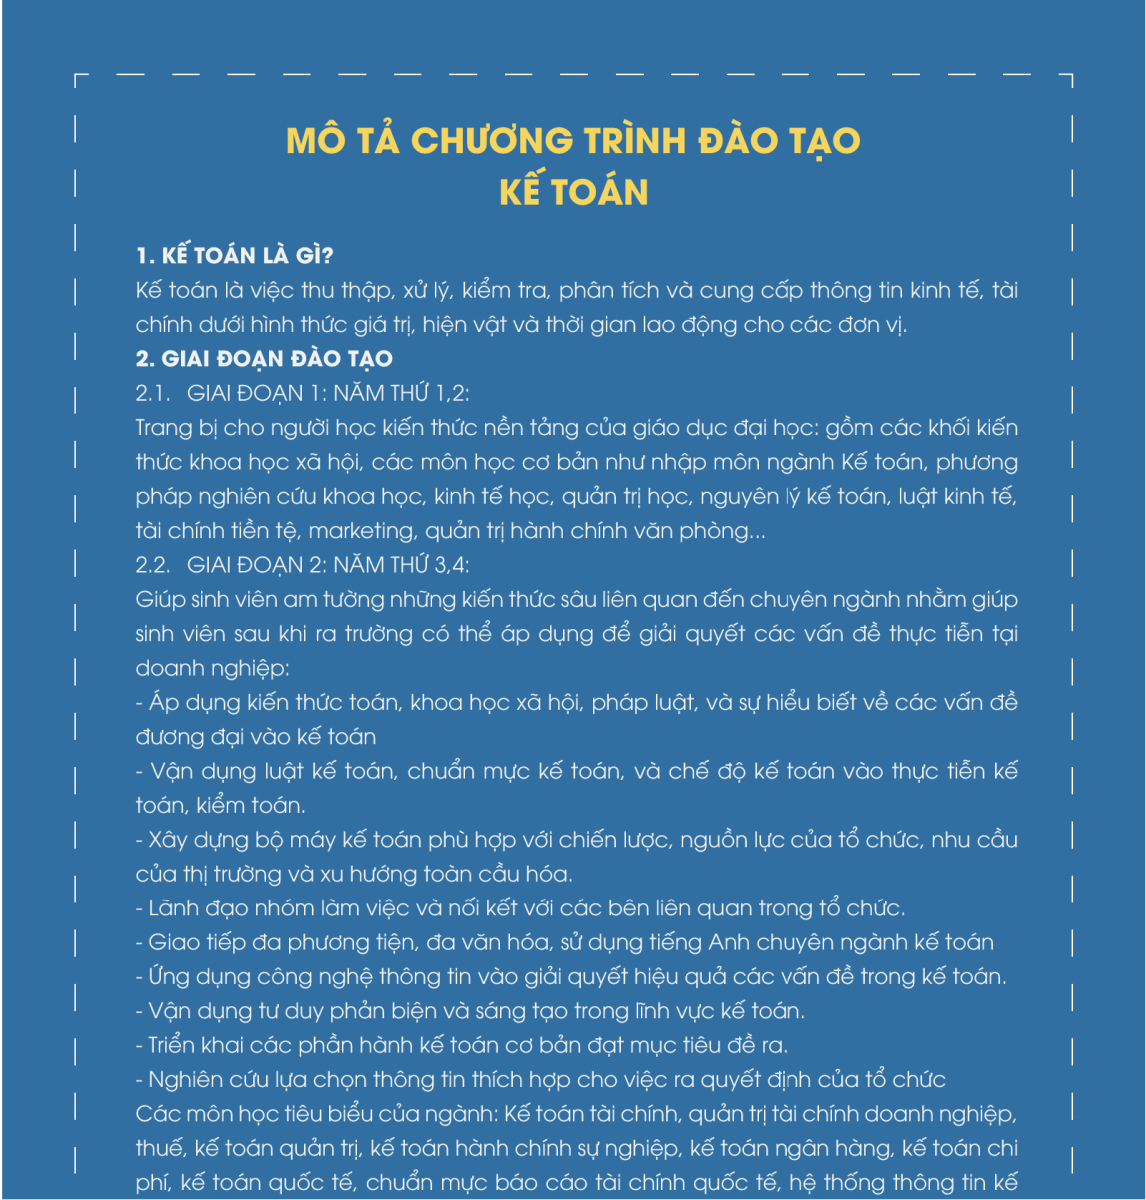 MÔ TẢ CHƯƠNG TRÌNH ĐÀO TẠO
KẾ TOÁN
1. KẾ TOÁN LÀ GÌ?
Kế toán là việc thu thập, xử lý, kiểm tra, phân tích và cung cấp thông tin kinh tế, tài
chính dưới hình thức giá trị, hiện vật và thời gian lao động cho các đơn vị.
2. GIAI ĐOẠN ĐÀO TẠO
2.1. GIAI ĐOẠN 1: NĂM THỨ 1,2:
Trang bị cho người học kiến thức nền tảng của giáo dục đại học: gồm các khối kiến
thức khoa học xã hội, các môn học cơ bản như nhập môn ngành Kế toán, phương
pháp nghiên cứu khoa học, kinh tế học, quản trị học, nguyên lý kế toán, luật kinh tế,
tài chính tiền tệ, marketing, quản trị hành chính văn phòng...
2.2. GIAI ĐOẠN 2: NĂM THỨ 3,4:
Giúp sinh viên am tường những kiến thức sâu liên quan đến chuyên ngành nhằm giúp
sinh viên sau khi ra trường có thể áp dụng để giải quyết các vấn đề thực tiễn tại
doanh nghiệp:
- Áp dụng kiến thức toán, khoa học xã hội, pháp luật, và sự hiểu biết về các vấn đề
đương đại vào kế toán
- Vận dụng luật kế toán, chuẩn mực kế toán, và chế độ kế toán vào thực tiễn kế
toán, kiểm toán.
- Xây dựng bộ máy kế toán phù hợp với chiến lược, nguồn lực của tổ chức, nhu cầu
của thị trường và xu hướng toàn cầu hóa.
- Lãnh đạo nhóm làm việc và nối kết với các bên liên quan trong tổ chức.
- Giao tiếp đa phương tiện, đa văn hóa, sử dụng tiếng Anh chuyên ngành kế toán
- Ứng dụng công nghệ thông tin vào giải quyết hiệu quả các vấn đề trong kế toán.
- Vận dụng tư duy phản biện và sáng tạo trong lĩnh vực kế toán.
- Triển khai các phần hành kế toán cơ bản đạt mục tiêu đề ra.
- Nghiên cứu lựa chọn thông tin thích hợp cho việc ra quyết định của tổ chức
Các môn học tiêu biểu của ngành: Kế toán tài chính, quản trị tài chính doanh nghiệp,
thuế, kế toán quản trị, kế toán hành chính sự nghiệp, kế toán ngân hàng, kế toán chi
phí, kế toán quốc tế, chuẩn mực báo cáo tài chính quốc tế, hệ thống thông tin kế